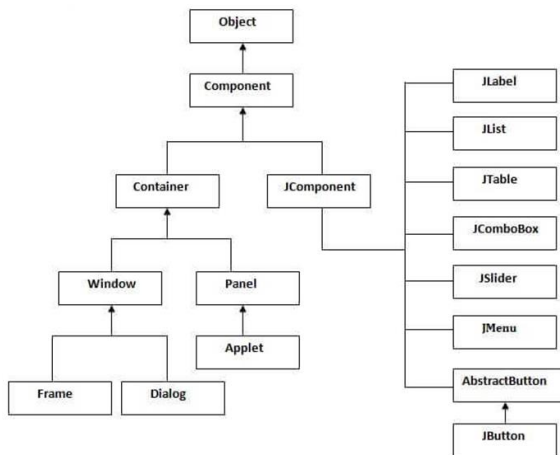 Object
Component
Container
JComponent
Window
Panel
Applet
Frame
Dialog
JLabel
JList
JTable
JComboBox
JSlider
JMenu
AbstractButton
JButton